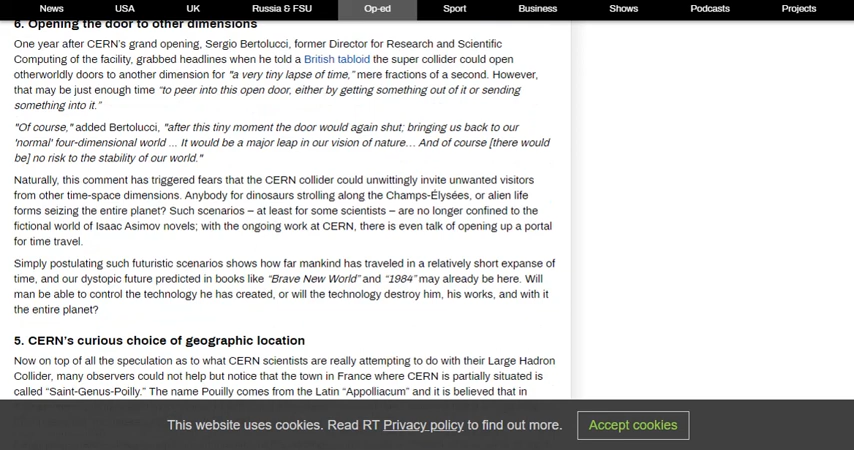 News USA UK Russia & FSU Op-ed Sport Business Shows Podcasts Projects
6. Opening the door to other dimensions
One year after CERN's grand opening, Sergio Bertolucci, former Director for Research and Scientific
Computing of the facility, grabbed headlines when he told a British tabloid the super collider could open
otherworldly doors to another dimension for "a very tiny lapse of time," mere fractions of a second. However,
that may be just enough time “to peer into this open door, either by getting something out of it or sending
something into it.”
"Of course," added Bertolucci, "after this tiny moment the door would again shut; bringing us back to our
'normal' four-dimensional world ... It would be a major leap in our vision of nature… And of course [there would
be] no risk to the stability of our world."
Naturally, this comment has triggered fears that the CERN collider could unwittingly invite unwanted visitors
from other time-space dimensions. Anybody for dinosaurs strolling along the Champs-Élysées, or alien life
forms seizing the entire planet? Such scenarios – at least for some scientists – are no longer confined to the
fictional world of Isaac Asimov novels; with the ongoing work at CERN, there is even talk of opening up a portal
for time travel.
Simply postulating such futuristic scenarios shows how far mankind has traveled in a relatively short expanse of
time, and our dystopic future predicted in books like “Brave New World” and “1984” may already be here. Will
man be able to control the technology he has created, or will the technology destroy him, his works, and with it
the entire planet?
5. CERN's curious choice of geographic location
Now on top of all the speculation as to what CERN scientists are really attempting to do with their Large Hadron
Collider, many observers could not help but notice that the town in France where CERN is partially situated is
called “Saint-Genus-Poilly.” The name Pouilly comes from the Latin “Appolliacum” and it is believed that in
This website uses cookies. Read RT Privacy policy to find out more. Accept cookies